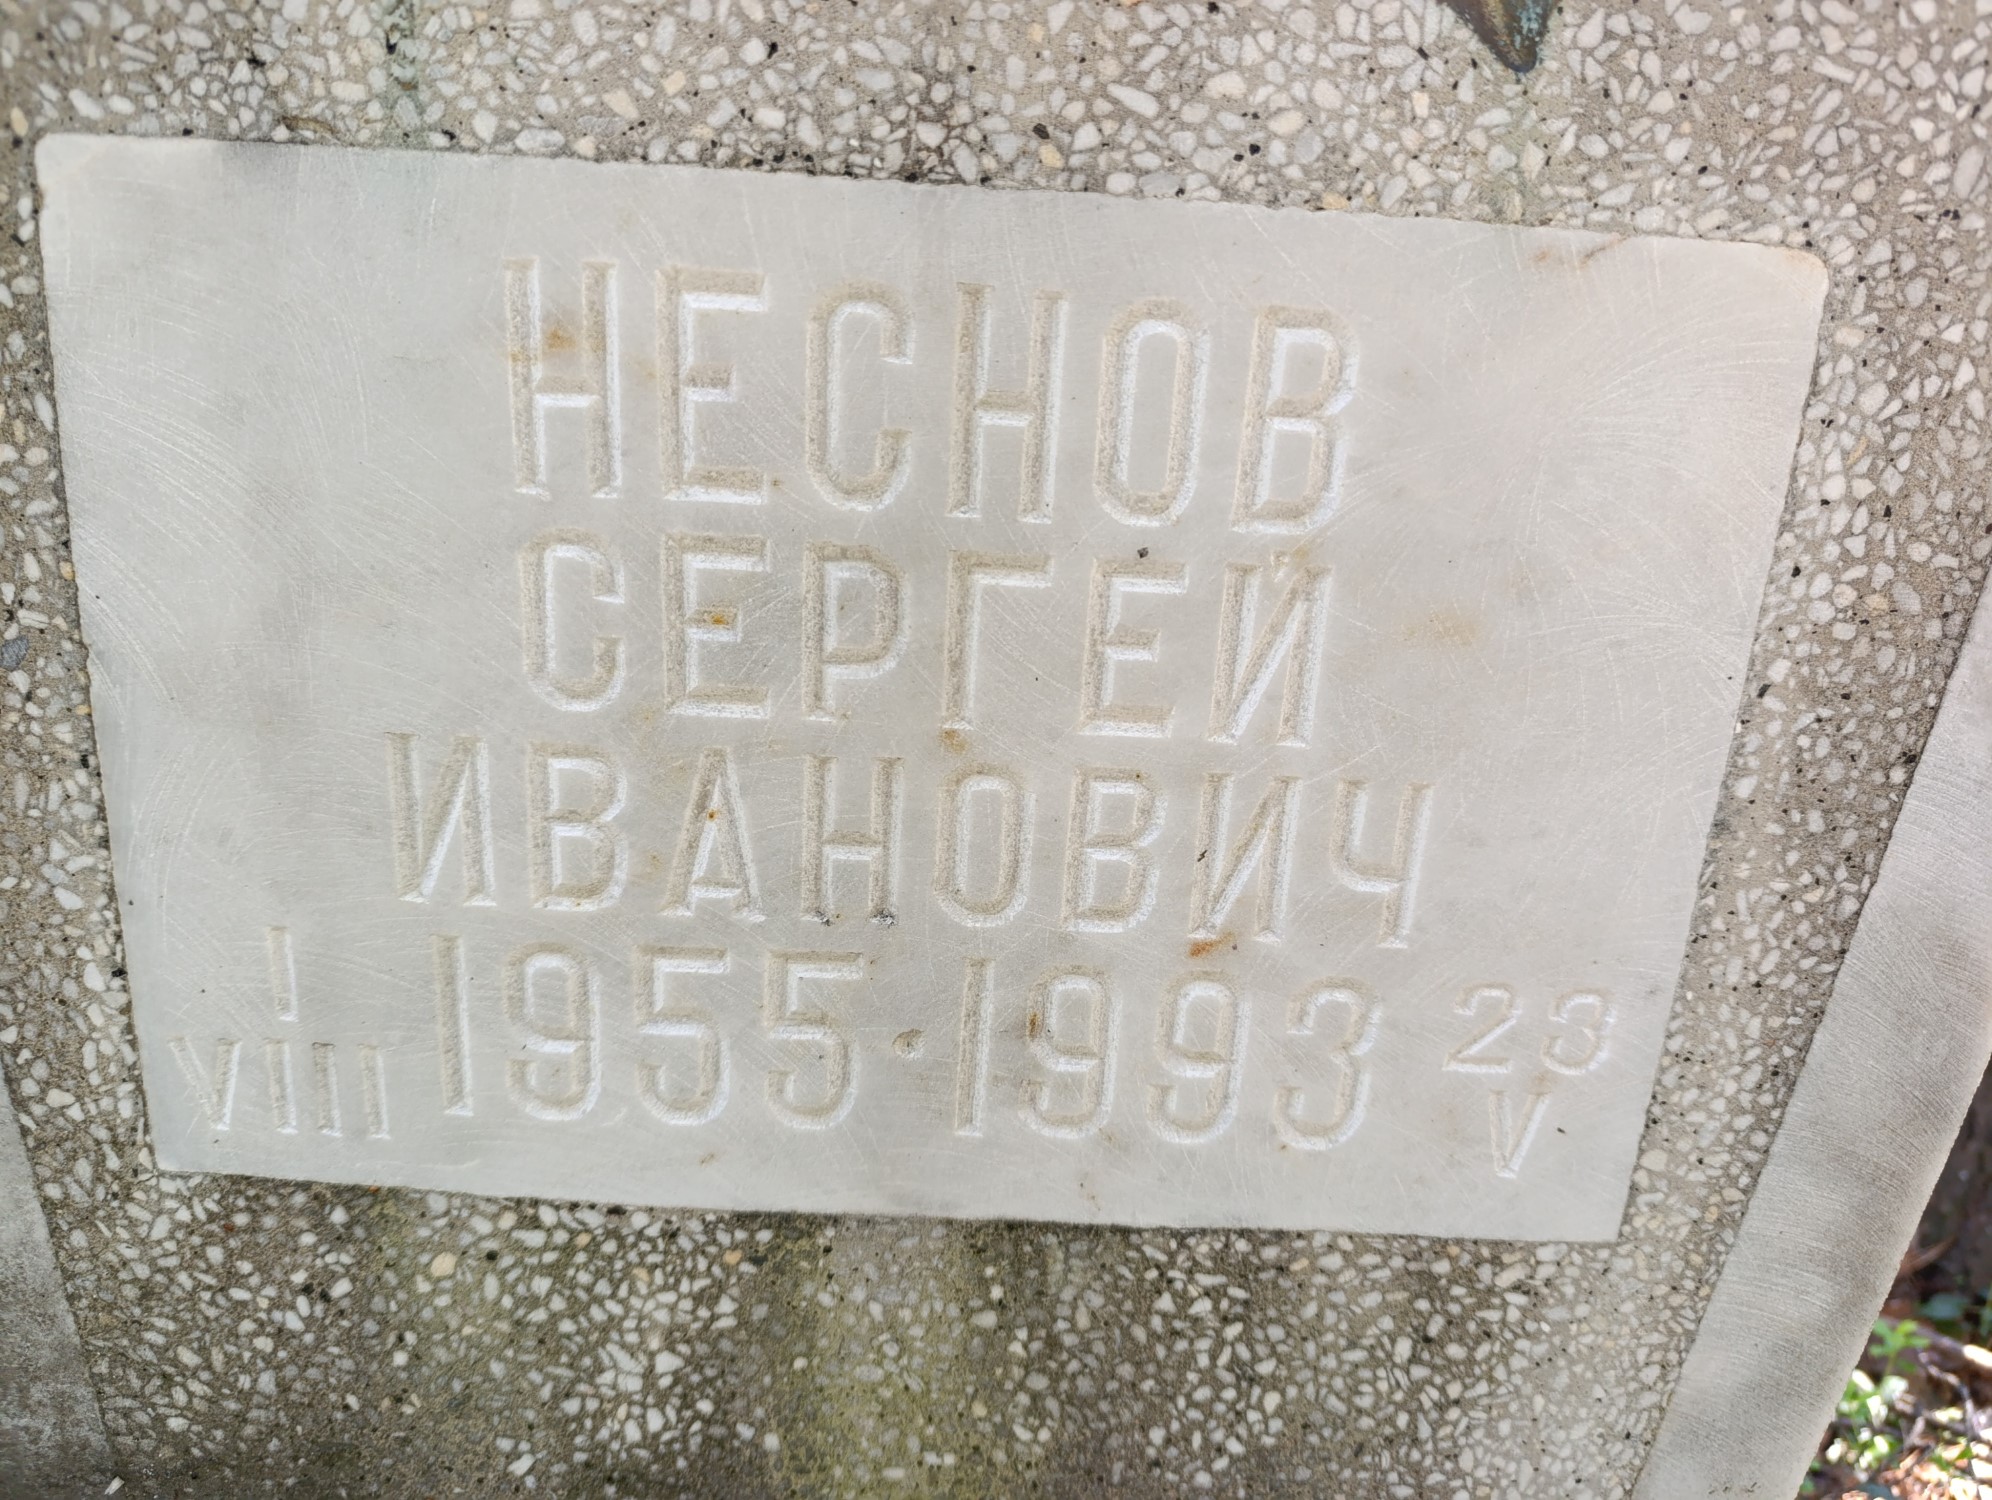 НЕСНОВ
СЕРГЕЙ
ИВАНОВИЧ
I 1955·1993 23
VIII V